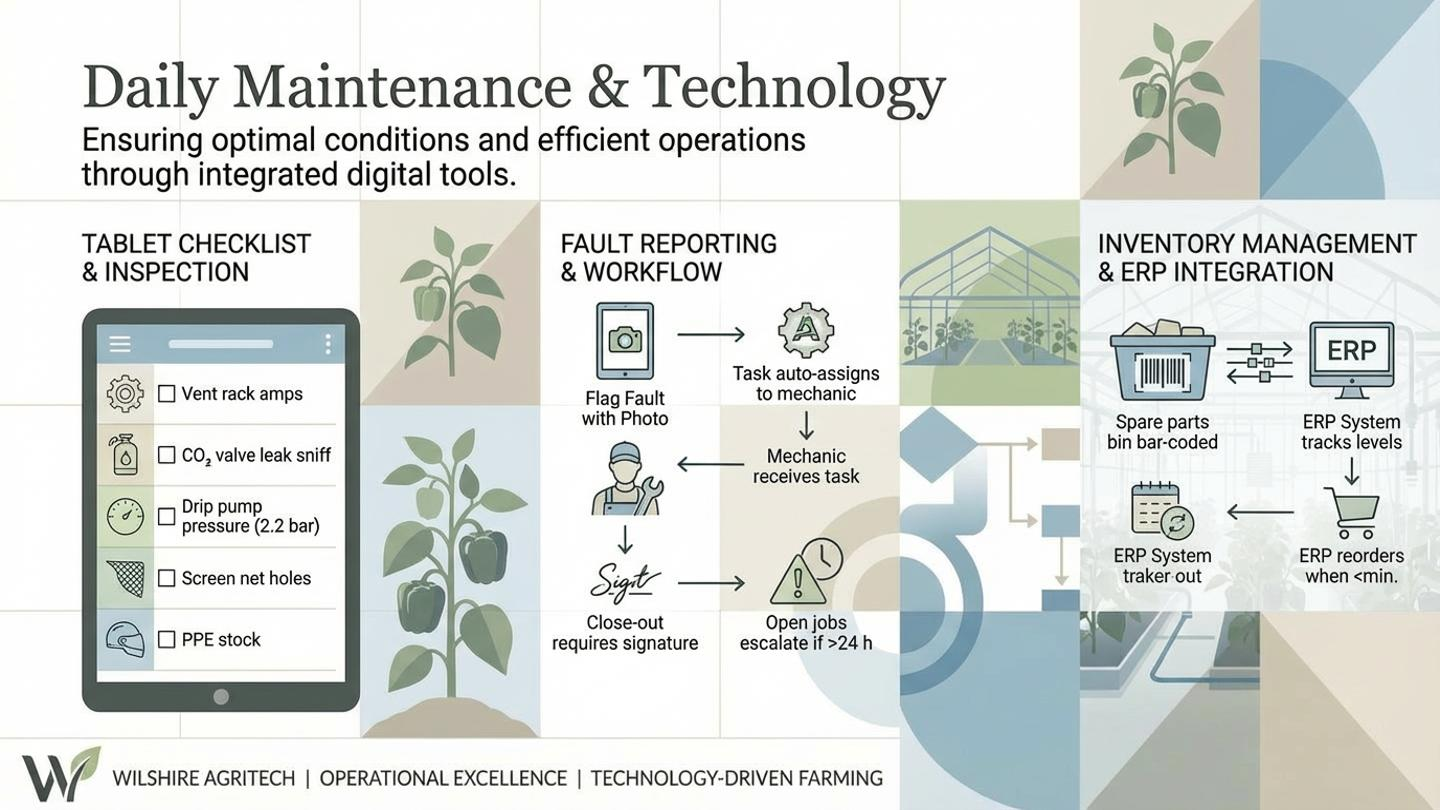 Daily Maintenance & Technology
Ensuring optimal conditions and efficient operations
through integrated digital tools.
TABLET CHECKLIST
& INSPECTION
Vent rack amps
CO₂ valve leak sniff
Drip pump
pressure (2.2 bar)
Screen net holes
PPE stock
FAULT REPORTING
& WORKFLOW
Flag Fault
with Photo
Task auto-assigns
to mechanic
Mechanic
receives task
Close-out
requires signature
Open jobs
escalate if >24 h
INVENTORY MANAGEMENT
& ERP INTEGRATION
Spare parts
bin bar-coded
ERP
ERP System
tracks levels
ERP reorders
when <min.
ERP System
traker out
W WILSHIRE AGRITECH | OPERATIONAL EXCELLENCE | TECHNOLOGY-DRIVEN FARMING